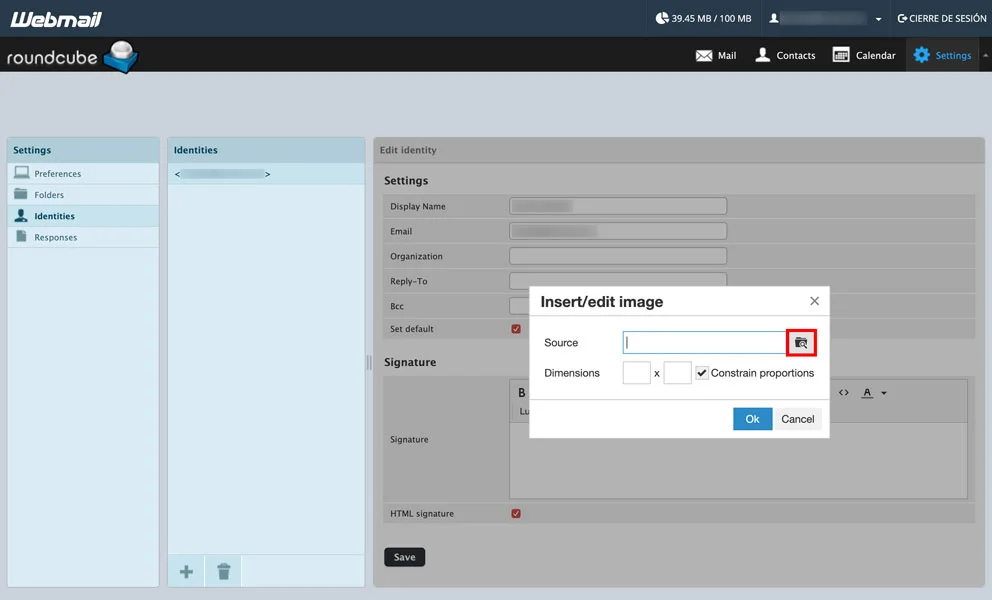 Webmail
39.45 MB / 100 MB
CIERRE DE SESIÓN
roundcube
Mail
Contacts
Calendar
Settings
Settings
Preferences
Folders
Identities
Responses
Identities
< >
Edit identity
Settings
Display Name
Email
Organization
Reply-To
Bcc
Set default
Signature
B
<> A
Lu
Signature
HTML signature
Save
Insert/edit image
Source
Dimensions x Constrain proportions
Ok Cancel